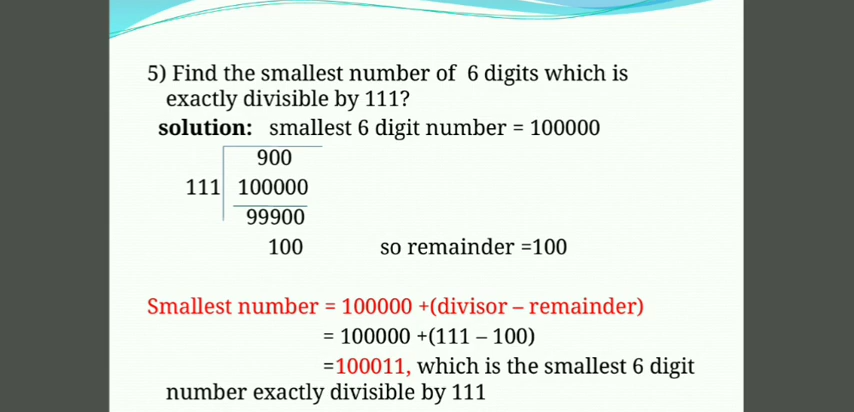 5) Find the smallest number of 6 digits which is
exactly divisible by 111?
solution: smallest 6 digit number = 100000
900
111 100000
99900
100 so remainder =100
Smallest number = 100000 +(divisor – remainder)
= 100000 +(111 – 100)
=100011, which is the smallest 6 digit
number exactly divisible by 111